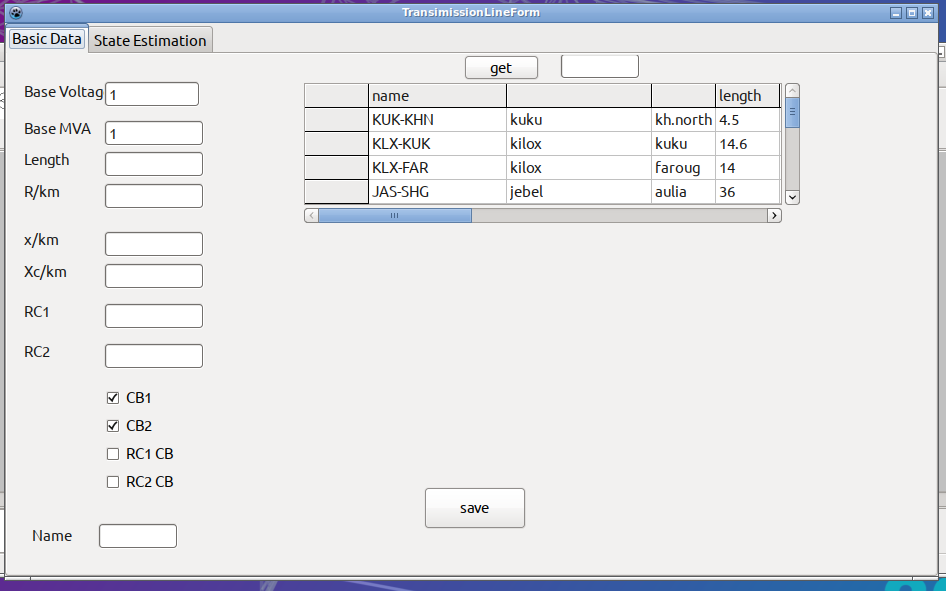 TransimissionLineForm
Basic Data State Estimation
get
Base Voltag 1
Base MVA 1
Length
R/km
x/km
Xc/km
RC1
RC2
CB1
CB2
RC1 CB
RC2 CB
Name
name length
KUK-KHN kuku kh.north 4.5
KLX-KUK kilox kuku 14.6
KLX-FAR kilox faroug 14
JAS-SHG jebel aulia 36
save